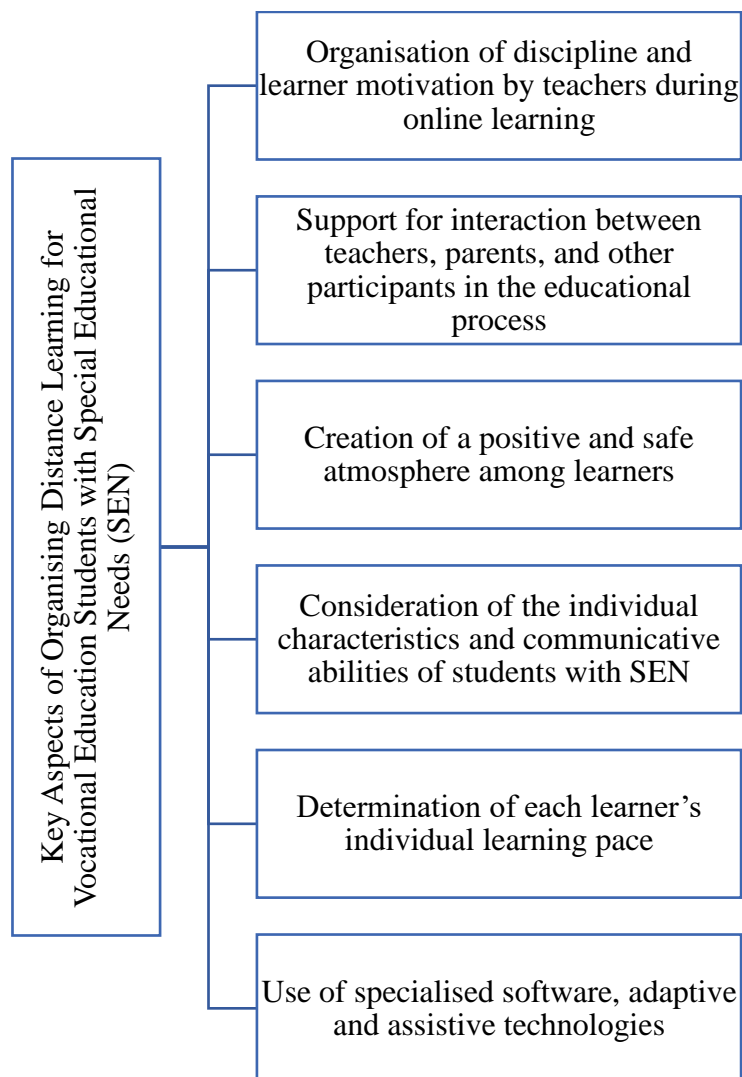 Key Aspects of Organising Distance Learning for
Vocational Education Students with Special Educational
Needs (SEN)
Organisation of discipline and
learner motivation by teachers during
online learning
Support for interaction between
teachers, parents, and other
participants in the educational
process
Creation of a positive and safe
atmosphere among learners
Consideration of the individual
characteristics and communicative
abilities of students with SEN
Determination of each learner’s
individual learning pace
Use of specialised software, adaptive
and assistive technologies